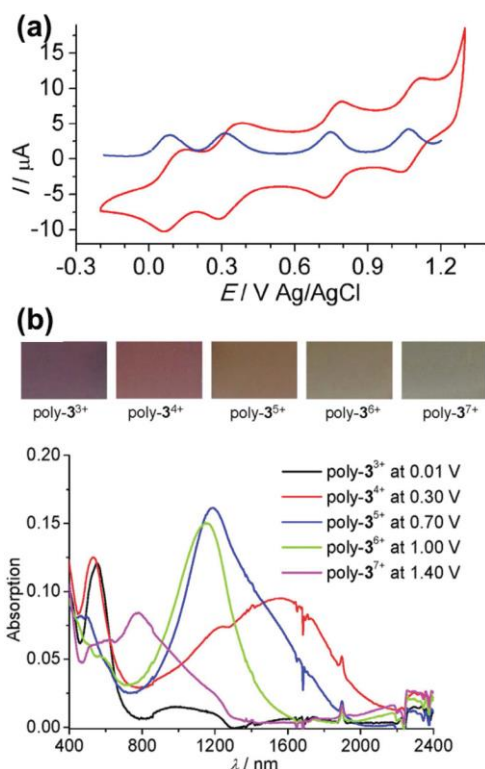 (a)
15
10
5
0
-5
-10
I / μA
-0.3 0.0 0.3 0.6 0.9 1.2
E / V Ag/AgCl
(b)
poly-3³⁺ poly-3⁴⁺ poly-3⁵⁺ poly-3⁶⁺ poly-3⁷⁺
0.20
0.15
0.10
0.05
0.00
Absorption
poly-3³⁺ at 0.01 V
poly-3⁴⁺ at 0.30 V
poly-3⁵⁺ at 0.70 V
poly-3⁶⁺ at 1.00 V
poly-3⁷⁺ at 1.40 V
400 800 1200 1600 2000 2400
λ / nm